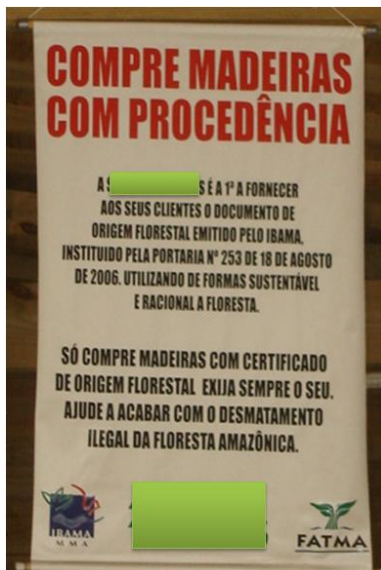 COMPRE MADEIRAS
COM PROCEDÊNCIA
A S É A 1ª A FORNECER
AOS SEUS CLIENTES O DOCUMENTO DE
ORIGEM FLORESTAL EMITIDO PELO IBAMA,
INSTITUIDO PELA PORTARIA Nº 253 DE 18 DE AGOSTO
DE 2006. UTILIZANDO DE FORMAS SUSTENTÁVEL
E RACIONAL A FLORESTA.
SÓ COMPRE MADEIRAS COM CERTIFICADO
DE ORIGEM FLORESTAL EXIJA SEMPRE O SEU.
AJUDE A ACABAR COM O DESMATAMENTO
ILEGAL DA FLORESTA AMAZÔNICA.
IBAMA
MMA
FATMA